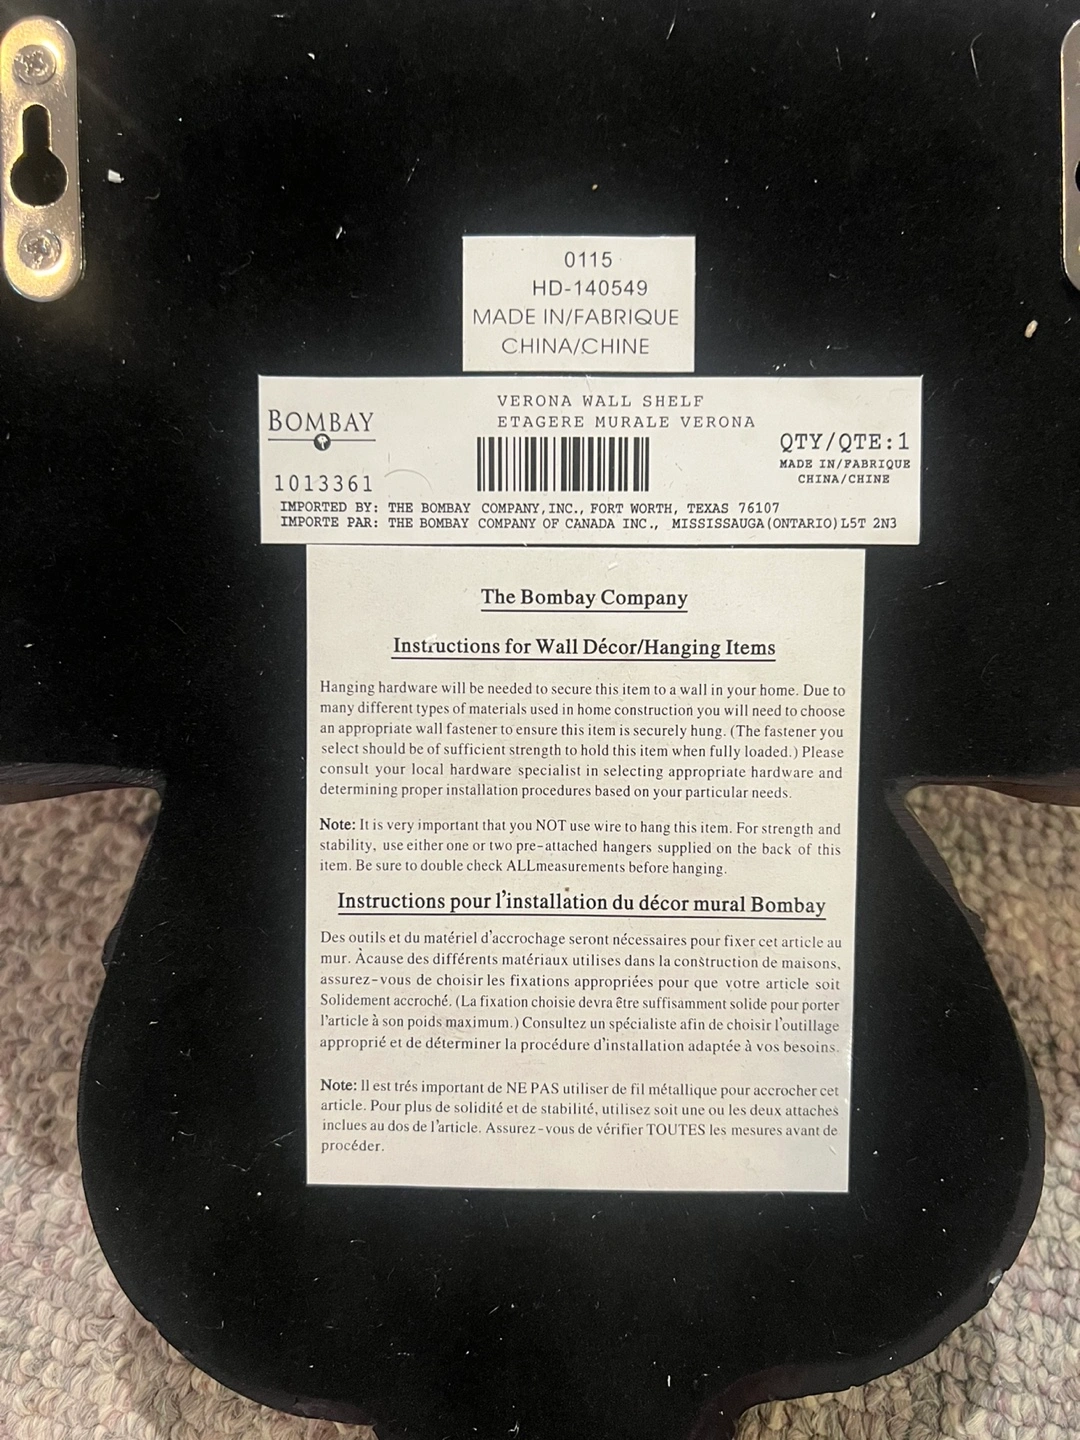 0115
HD-140549
MADE IN/FABRIQUE
CHINA/CHINE
VERONA WALL SHELF
ETAGERE MURALE VERONA
BOMBAY
QTY/QTE:1
MADE IN/FABRIQUE
CHINA/CHINE
1013361
IMPORTED BY: THE BOMBAY COMPANY,INC., FORT WORTH, TEXAS 76107
IMPORTE PAR: THE BOMBAY COMPANY OF CANADA INC., MISSISSAUGA(ONTARIO)L5T 2N3
The Bombay Company
Instructions for Wall Décor/Hanging Items
Hanging hardware will be needed to secure this item to a wall in your home. Due to
many different types of materials used in home construction you will need to choose
an appropriate wall fastener to ensure this item is securely hung. (The fastener you
select should be of sufficient strength to hold this item when fully loaded.) Please
consult your local hardware specialist in selecting appropriate hardware and
determining proper installation procedures based on your particular needs.
Note: It is very important that you NOT use wire to hang this item. For strength and
stability, use either one or two pre-attached hangers supplied on the back of this
item. Be sure to double check ALLmeasurements before hanging.
Instructions pour l'installation du décor mural Bombay
Des outils et du matériel d'accrochage seront nécessaires pour fixer cet article au
mur. Àcause des différents matériaux utilises dans la construction de maisons,
assurez-vous de choisir les fixations appropriées pour que votre article soit
Solidement accroché. (La fixation choisie devra être suffisamment solide pour porter
l'article à son poids maximum.) Consultez un spécialiste afin de choisir l'outillage
approprié et de déterminer la procédure d'installation adaptée à vos besoins.
Note: Il est trés important de NE PAS utiliser de fil métallique pour accrocher cet
article. Pour plus de solidité et de stabilité, utilisez soit une ou les deux attaches
inclues au dos de l'article. Assurez-vous de vérifier TOUTES les mesures avant de
procéder.